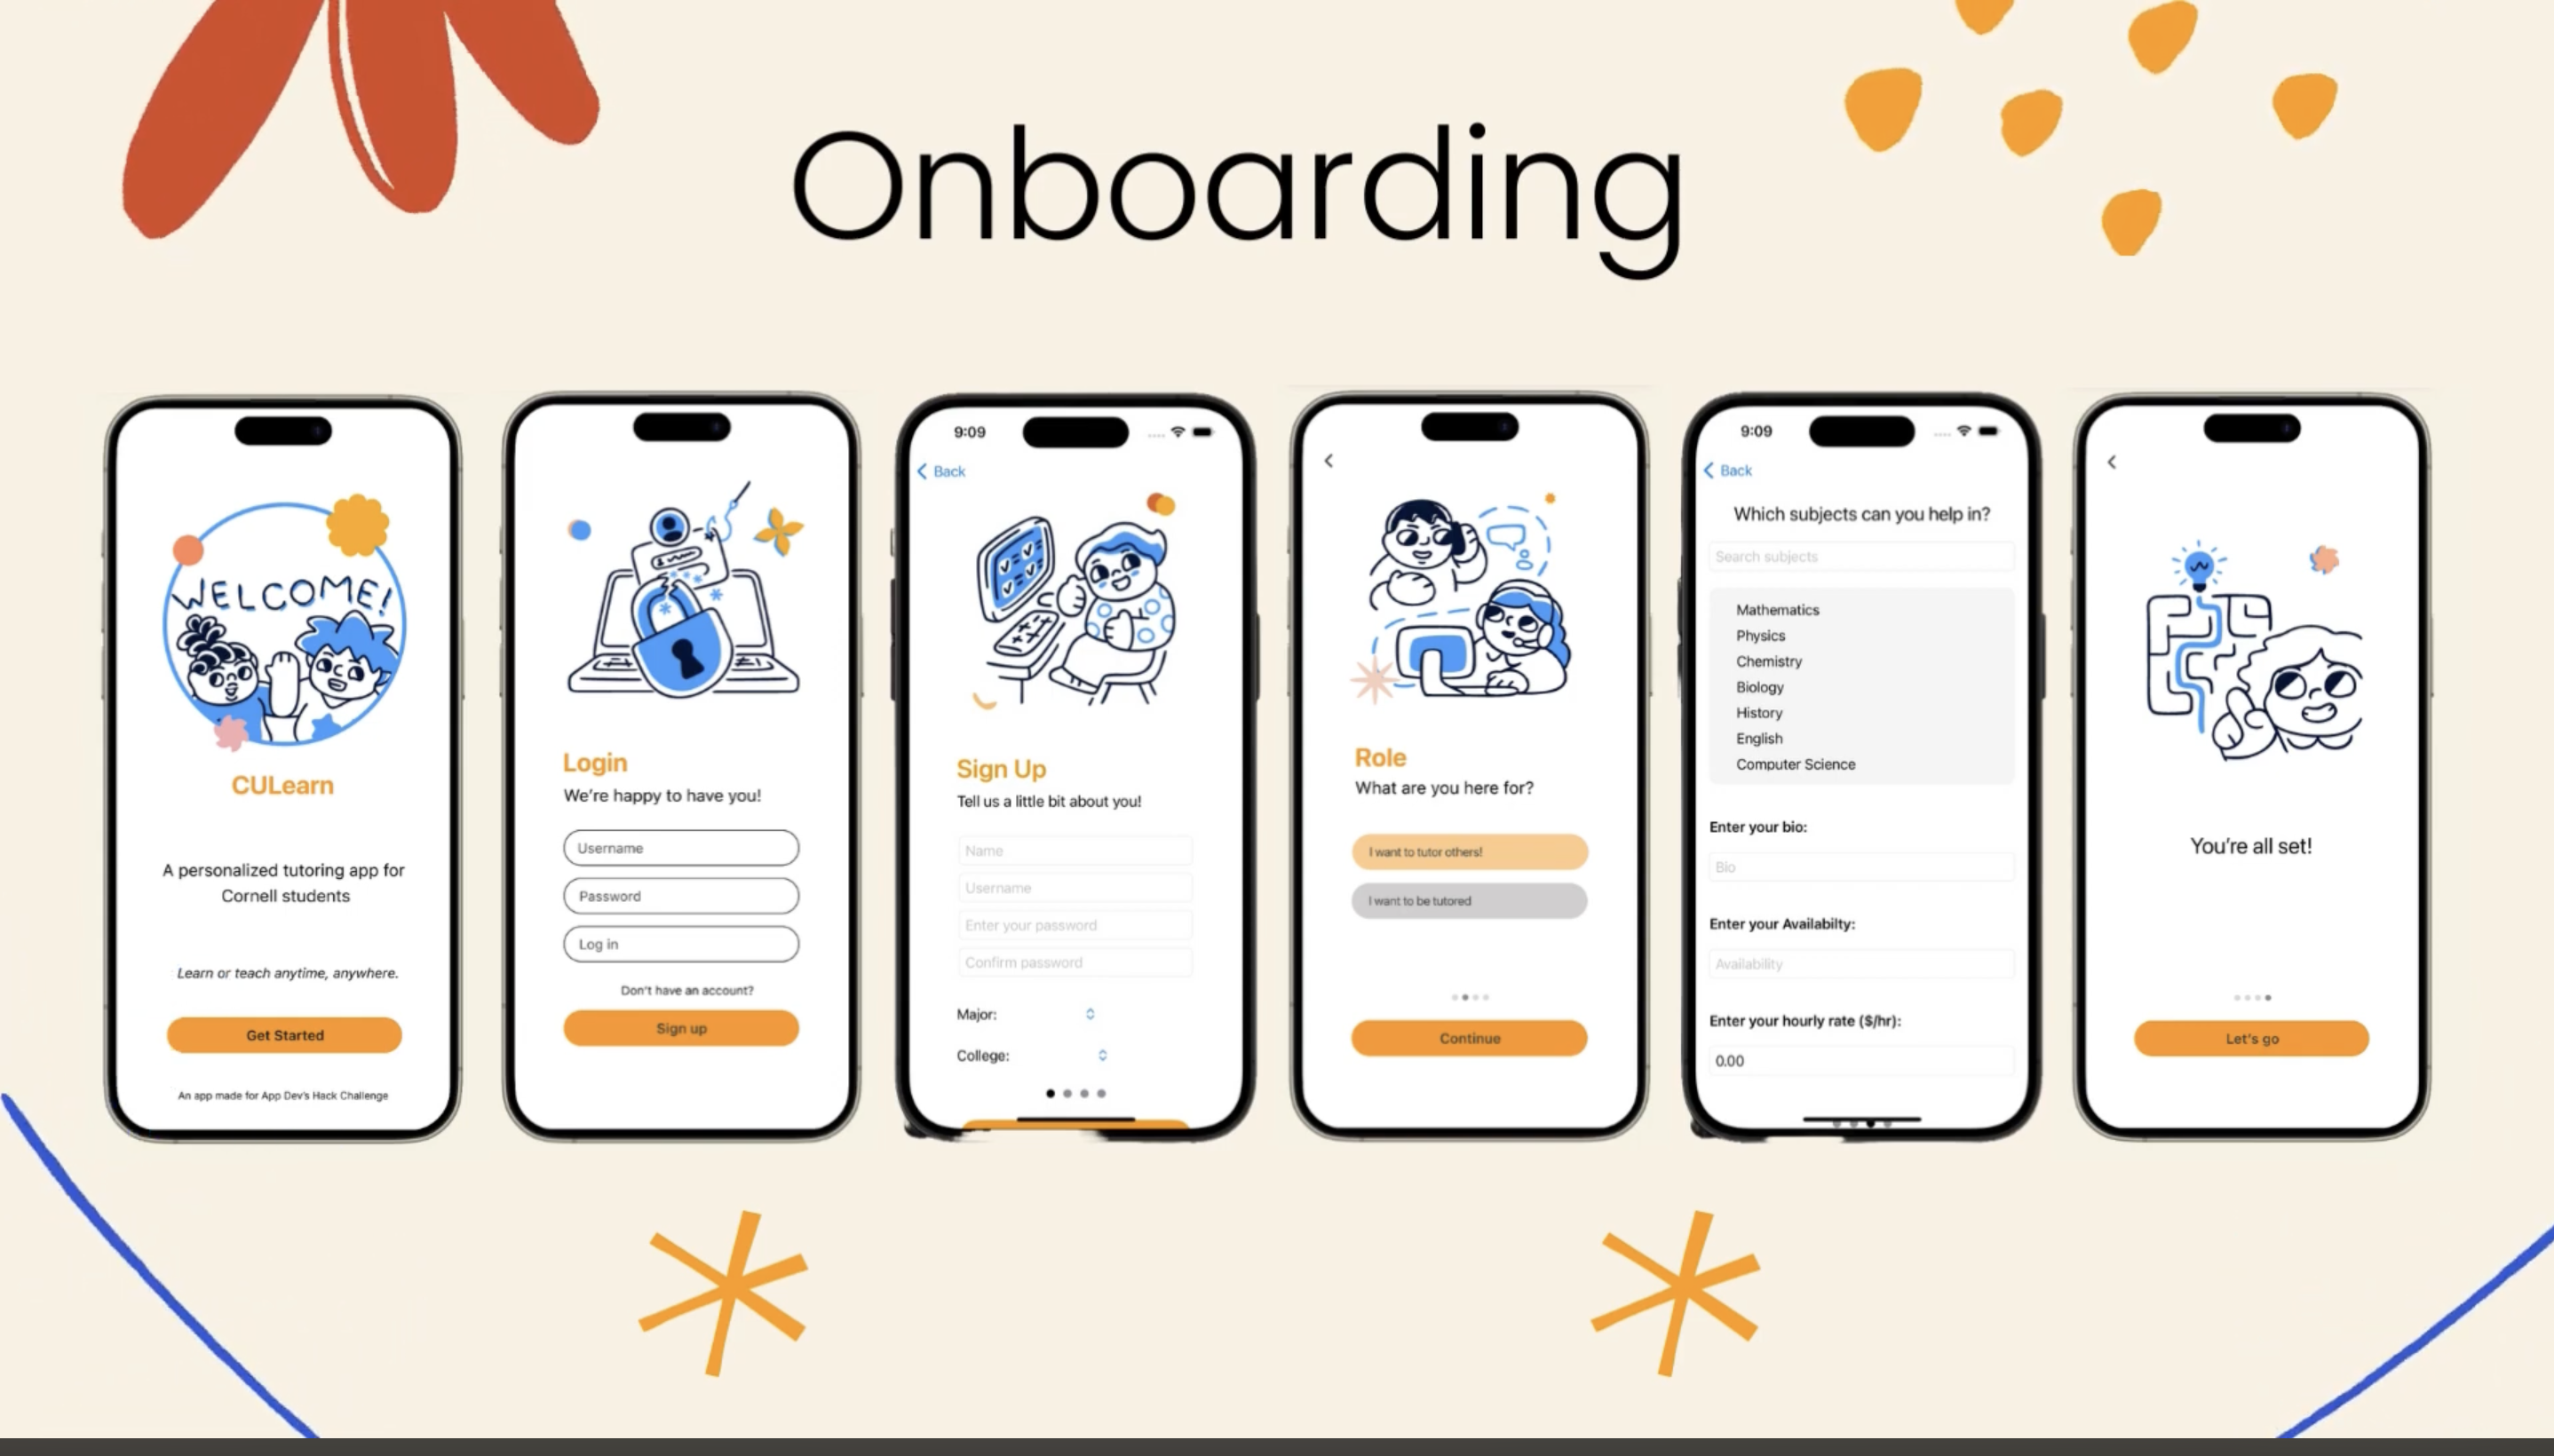 Onboarding
WELCOME!
CULearn
A personalized tutoring app for
Cornell students
Learn or teach anytime, anywhere.
Get Started
An app made for App Dev's Hack Challenge
Login
We're happy to have you!
Username
Password
Log in
Don't have an account?
Sign up
9:09
Back
Sign Up
Tell us a little bit about you!
Name
Username
Enter your password
Confirm password
Major:
College:
Role
What are you here for?
I want to tutor others!
I want to be tutored
Continue
9:09
Back
Which subjects can you help in?
Search subjects
Mathematics
Physics
Chemistry
Biology
History
English
Computer Science
Enter your bio:
Bio
Enter your Availabilty:
Availability
Enter your hourly rate ($/hr):
0.00
You're all set!
Let's go